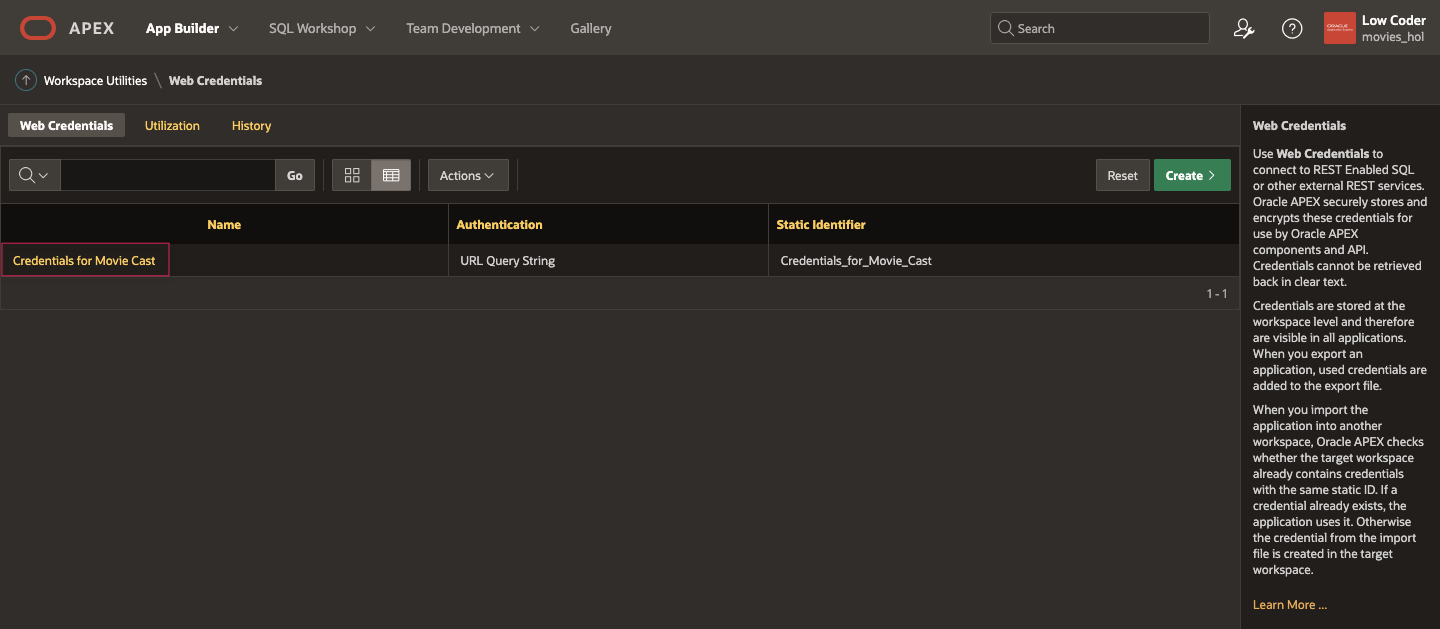 APEX App Builder SQL Workshop Team Development Gallery Search Low Coder
movies_hol
Workspace Utilities \ Web Credentials
Web Credentials Utilization History
Go Actions Reset Create
Name Authentication Static Identifier
Credentials for Movie Cast URL Query String Credentials_for_Movie_Cast
1 - 1
Web Credentials
Use Web Credentials to
connect to REST Enabled SQL
or other external REST services.
Oracle APEX securely stores and
encrypts these credentials for
use by Oracle APEX
components and API.
Credentials cannot be retrieved
back in clear text.
Credentials are stored at the
workspace level and therefore
are visible in all applications.
When you export an
application, used credentials are
added to the export file.
When you import the
application into another
workspace, Oracle APEX checks
whether the target workspace
already contains credentials
with the same static ID. If a
credential already exists, the
application uses it. Otherwise
the credential from the import
file is created in the target
workspace.
Learn More ...